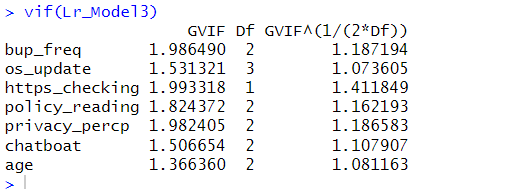 > vif(Lr_Model3)
GVIF Df GVIF^(1/(2*Df))
bup_freq 1.986490 2 1.187194
os_update 1.531321 3 1.073605
https_checking 1.993318 1 1.411849
policy_reading 1.824372 2 1.162193
privacy_percp 1.982405 2 1.186583
chatboat 1.506654 2 1.107907
age 1.366360 2 1.081163
>